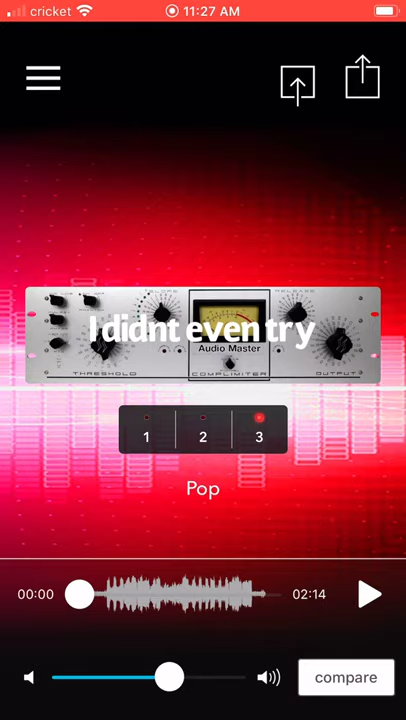 cricket 11:27 AM
SLOPE RELEASE
I didnt even try
Audio Master
THRESHOLD COMPLIMITER OUTPUT
1 2 3
Pop
00:00 02:14
compare